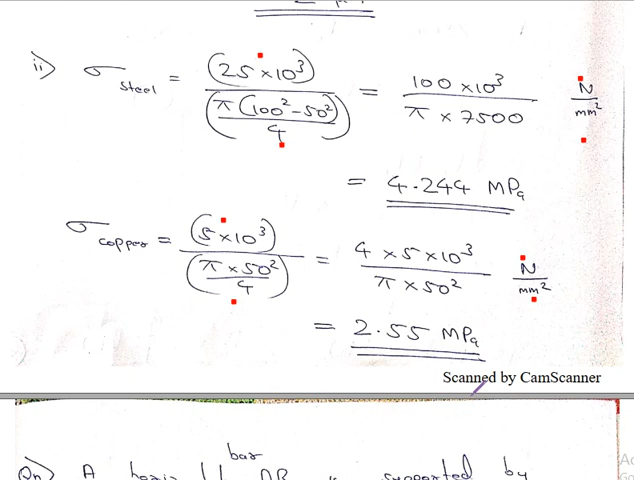 ii) σ steel = (25 × 10³) / (π (100² - 50²) / 4) = 100 × 10³ / π × 7500 N/mm²
= 4.244 MPa
σ copper = (5 × 10³) / (π × 50² / 4) = 4 × 5 × 10³ / π × 50² N/mm²
= 2.55 MPa
Scanned by CamScanner
bar
Qn) A AB supported by